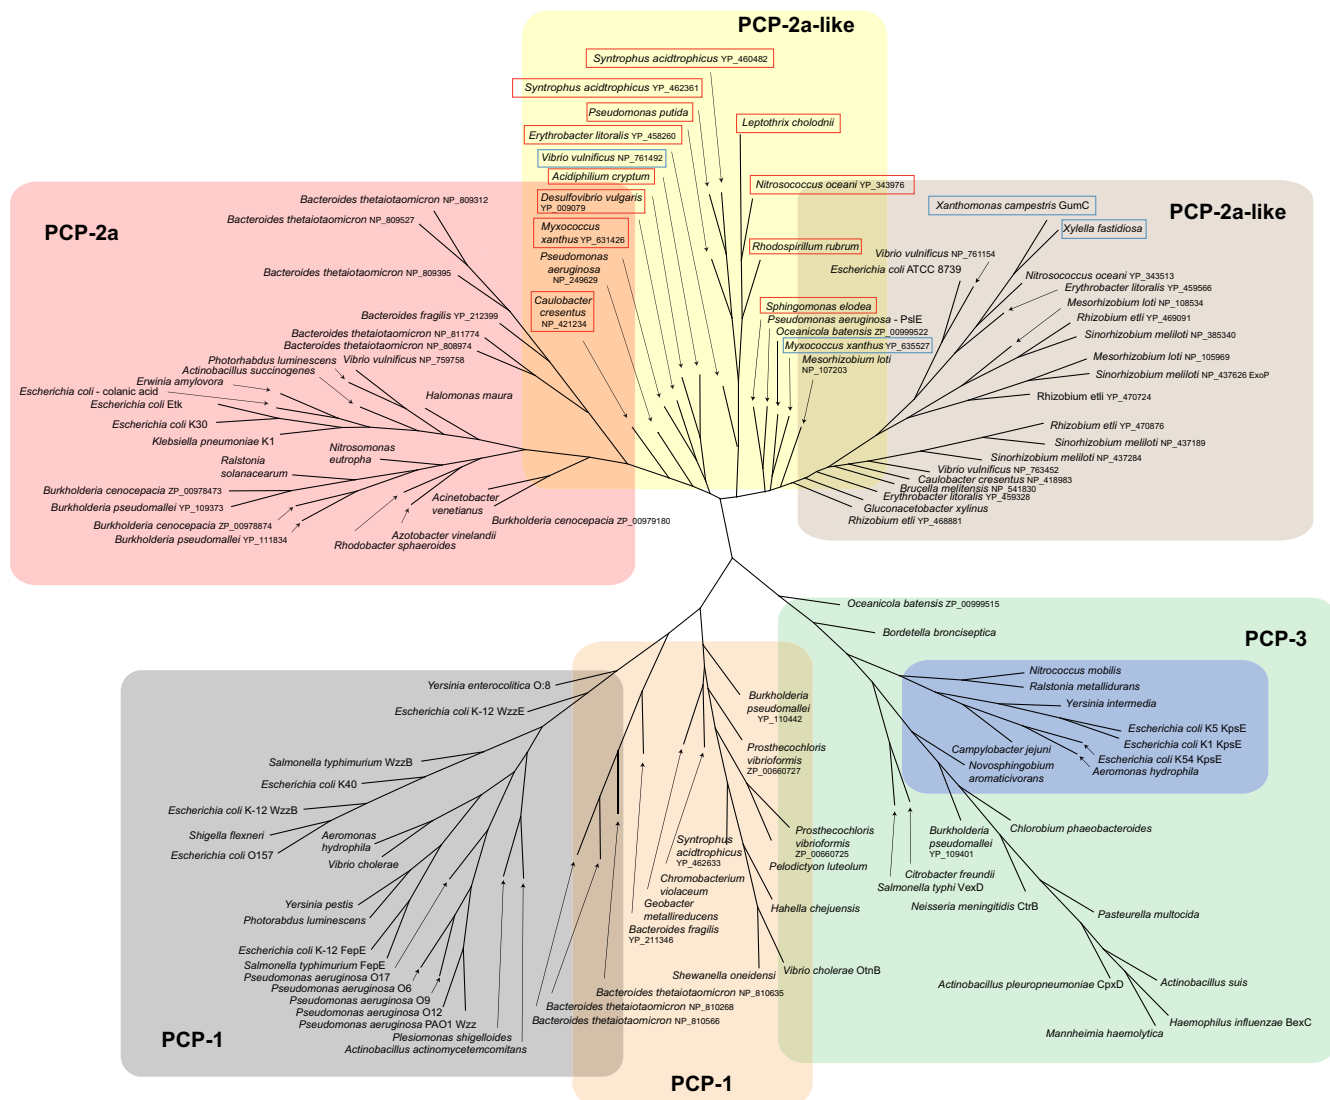 PCP-2a-like
Syntrophus acidtrophicus YP_460482
Syntrophus acidtrophicus YP_462361
Pseudomonas putida
Leptothrix cholodnii
Erythrobacter litoralis YP_458260
Vibrio vulnificus NP_761492
Acidiphilium cryptum
Nitrosococcus oceani YP_343976
Desulfovibrio vulgaris
YP_009079
Myxococcus
xanthus YP_631426
Rhodospirillum rubrum
Pseudomonas
aeruginosa
NP_249629
Caulobacter
cresentus
NP_421234
Sphingomonas elodea
Pseudomonas aeruginosa - PslE
Oceanicola batensis ZP_00999522
Myxococcus xanthus YP_635527
Mesorhizobium loti
NP_107203
PCP-2a
Bacteroides thetaiotaomicron NP_809312
Bacteroides thetaiotaomicron NP_809527
Bacteroides thetaiotaomicron NP_809395
Bacteroides fragilis YP_212399
Bacteroides thetaiotaomicron NP_811774
Bacteroides thetaiotaomicron NP_808974
Photorhabdus luminescens
Vibrio vulnificus NP_759758
Actinobacillus succinogenes
Erwinia amylovora
Escherichia coli - colanic acid
Escherichia coli Etk
Halomonas maura
Escherichia coli K30
Klebsiella pneumoniae K1
Nitrosomonas
eutropha
Ralstonia
solanacearum
Burkholderia cenocepacia ZP_00978473
Burkholderia pseudomallei YP_109373
Burkholderia cenocepacia ZP_00978874
Burkholderia pseudomallei YP_111834
Rhodobacter sphaeroides
Azotobacter vinelandii
Acinetobacter
venetianus
Burkholderia cenocepacia ZP_00979180
PCP-2a-like
Xanthomonas campestris GumC
Xylella fastidiosa
Vibrio vulnificus NP_761154
Escherichia coli ATCC 8739
Nitrosococcus oceani YP_343513
Erythrobacter litoralis YP_459566
Mesorhizobium loti NP_108534
Rhizobium etli YP_469091
Sinorhizobium meliloti NP_385340
Mesorhizobium loti NP_105969
Sinorhizobium meliloti NP_437626 ExoP
Rhizobium etli YP_470724
Rhizobium etli YP_470876
Sinorhizobium meliloti NP_437189
Sinorhizobium meliloti NP_437284
Vibrio vulnificus NP_763452
Caulobacter cresentus NP_418983
Brucella melitensis NP_541830
Erythrobacter litoralis YP_459328
Gluconacetobacter xylinus
Rhizobium etli YP_468881
PCP-3
Oceanicola batensis ZP_00999515
Bordetella bronciseptica
Nitrococcus mobilis
Ralstonia metallidurans
Yersinia intermedia
Escherichia coli K5 KpsE
Escherichia coli K1 KpsE
Escherichia coli K54 KpsE
Aeromonas hydrophila
Campylobacter jejuni
Novosphingobium
aromaticivorans
Chlorobium phaeobacteroides
Burkholderia
pseudomallei
YP_109401
Citrobacter freundii
Salmonella typhi VexD
Neisseria meningitidis CtrB
Pasteurella multocida
Actinobacillus pleuropneumoniae CpxD
Actinobacillus suis
Haemophilus influenzae BexC
Mannheimia haemolytica
Yersinia enterocolitica O:8
Escherichia coli K-12 WzzE
Salmonella typhimurium WzzB
Escherichia coli K40
Escherichia coli K-12 WzzB
Shigella flexneri
Escherichia coli O157
Aeromonas
hydrophila
Vibrio cholerae
Yersinia pestis
Photorabdus luminescens
Escherichia coli K-12 FepE
Salmonella typhimurium FepE
Pseudomonas aeruginosa O17
Pseudomonas aeruginosa O6
Pseudomonas aeruginosa O9
Pseudomonas aeruginosa O12
Pseudomonas aeruginosa PAO1 Wzz
Plesiomonas shigelloides
Actinobacillus actinomycetemcomitans
PCP-1
Burkholderia
pseudomallei
YP_110442
Prosthecochloris
vibrioformis
ZP_00660727
Prosthecochloris
vibrioformis
ZP_00660725
Pelodictyon luteolum
Syntrophus
acidtrophicus
YP_462633
Chromobacterium
violaceum
Geobacter
metallireducens
Bacteroides fragilis
YP_211346
Hahella chejuensis
Vibrio cholerae OtnB
Shewanella oneidensi
Bacteroides thetaiotaomicron NP_810635
Bacteroides thetaiotaomicron NP_810268
Bacteroides thetaiotaomicron NP_810566
PCP-1